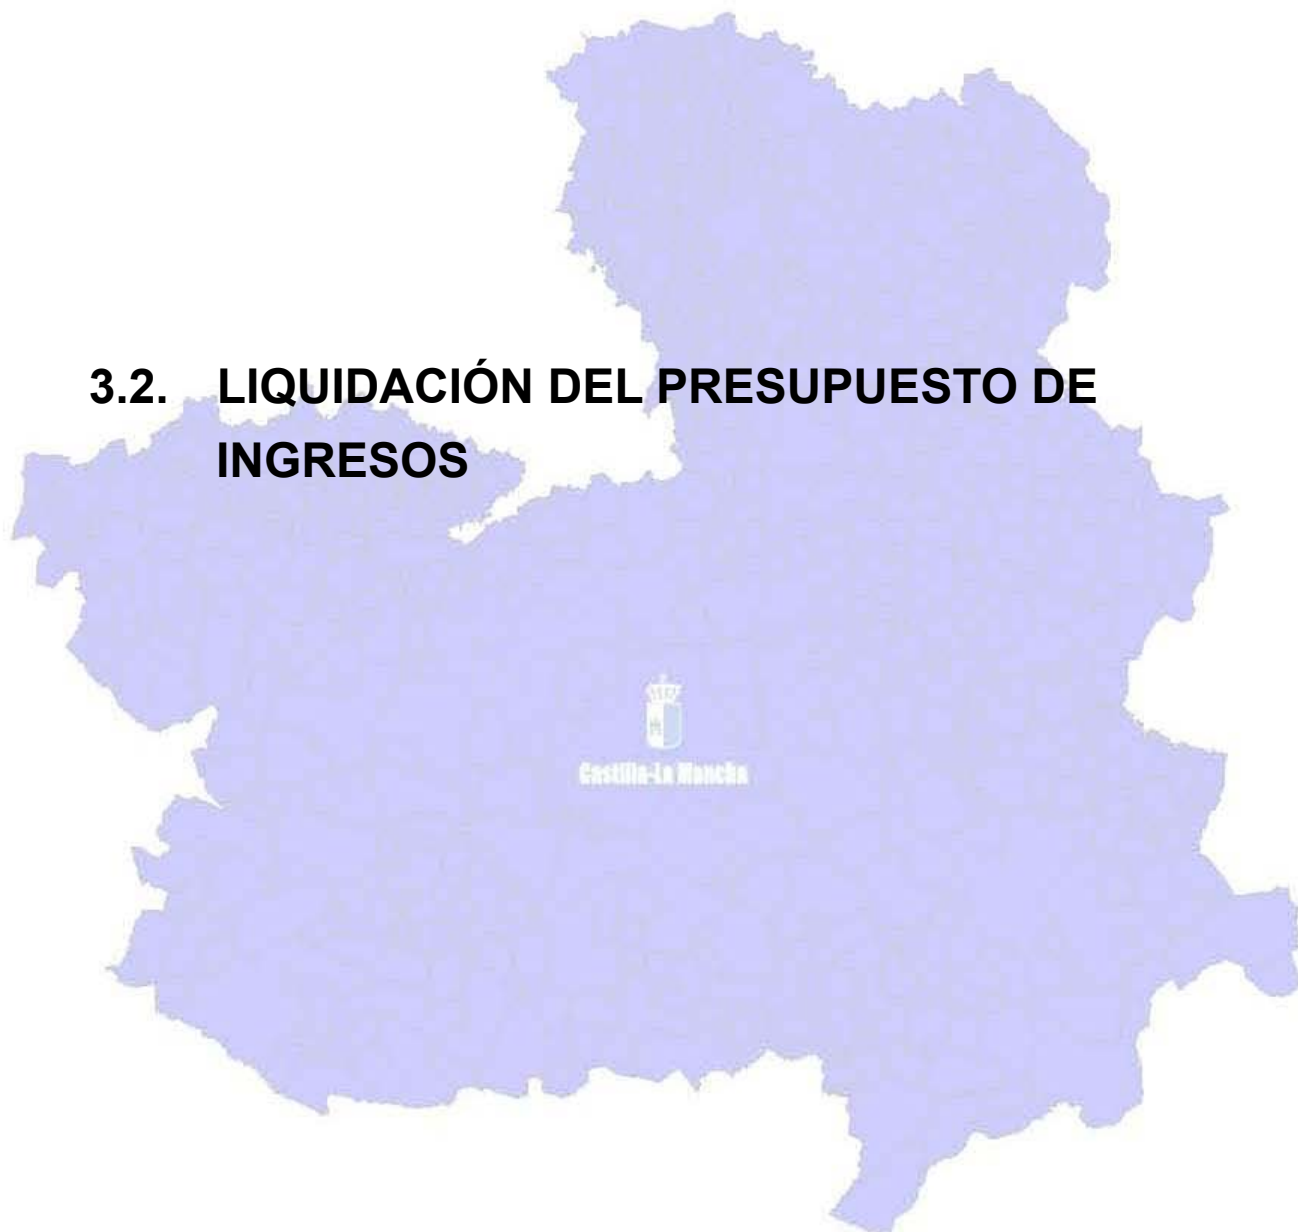 3.2. LIQUIDACIÓN DEL PRESUPUESTO DE
INGRESOS
Castilla-La Mancha